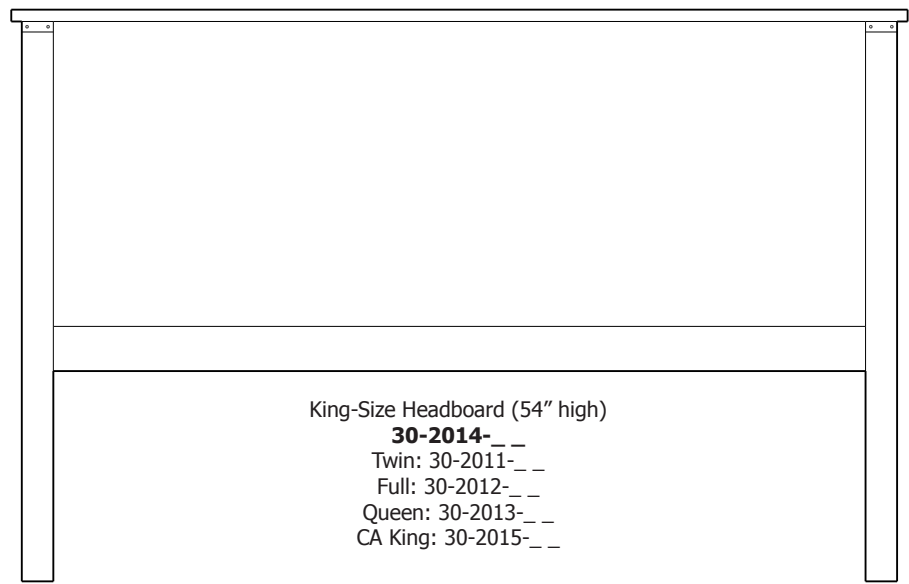 King-Size Headboard (54″ high)
30-2014-_ _
Twin: 30-2011-_ _
Full: 30-2012-_ _
Queen: 30-2013-_ _
CA King: 30-2015-_ _